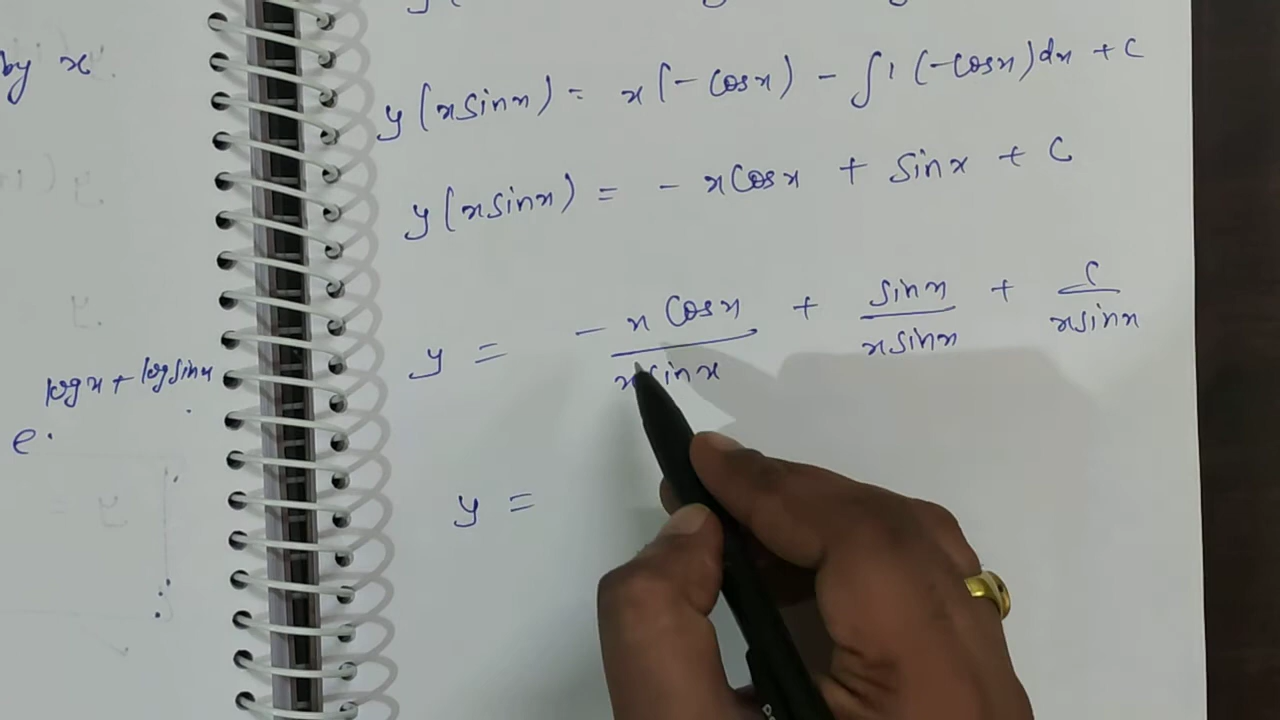 by x
log x + log sin x
e
y(x sin x) = x(- Cos x) - ∫1(-Cos x)dx + C
y(x sin x) = - x Cos x + Sin x + C
y = - x Cos x / x sin x + Sin x / x sin x + C / x sin x
y =